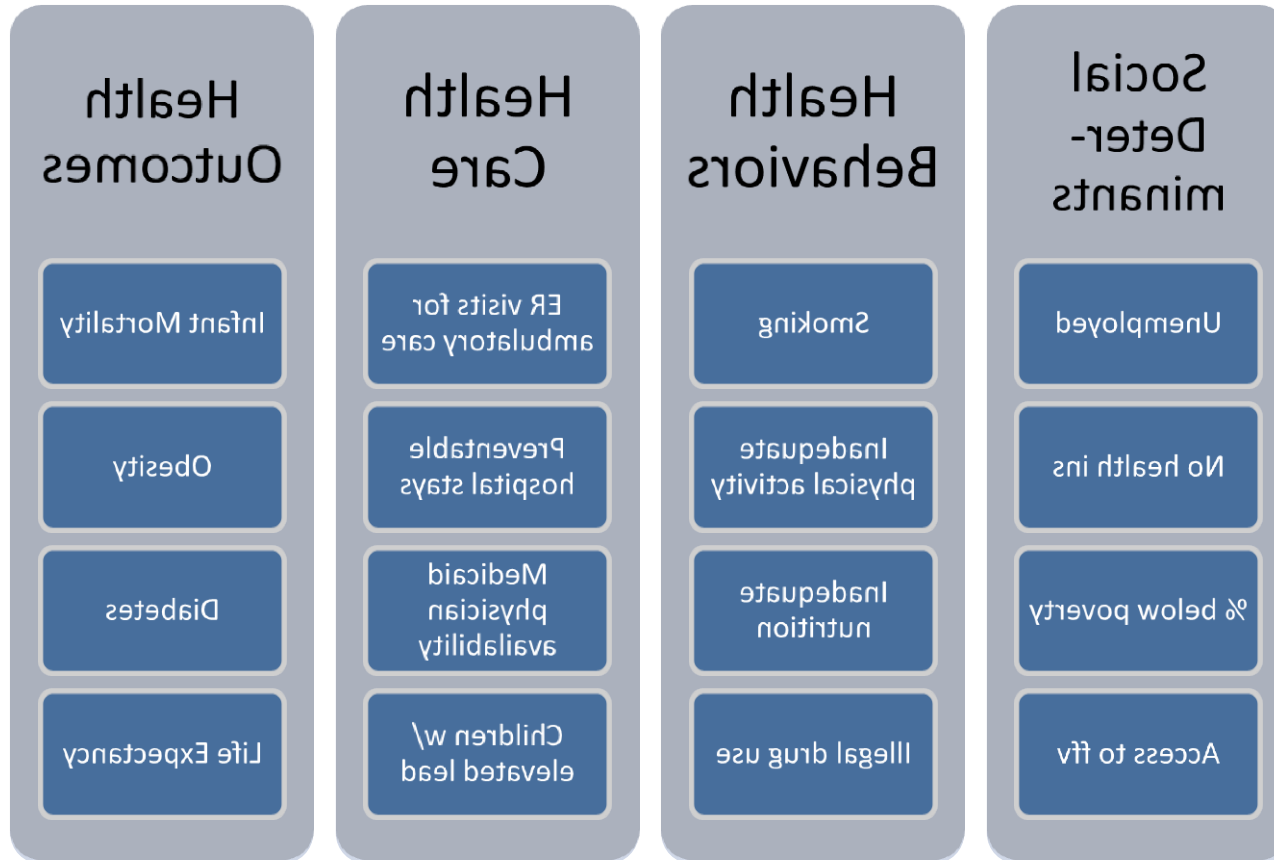 Social
Deter-
minants
Unemployed
No health ins
% below poverty
Access to ffv
Health
Behaviors
Smoking
Inadequate
physical activity
Inadequate
nutrition
Illegal drug use
Health
Care
ER visits for
ambulatory care
Preventable
hospital stays
Medicaid
physician
availability
Children w/
elevated lead
Health
Outcomes
Infant Mortality
Obesity
Diabetes
Life Expectancy